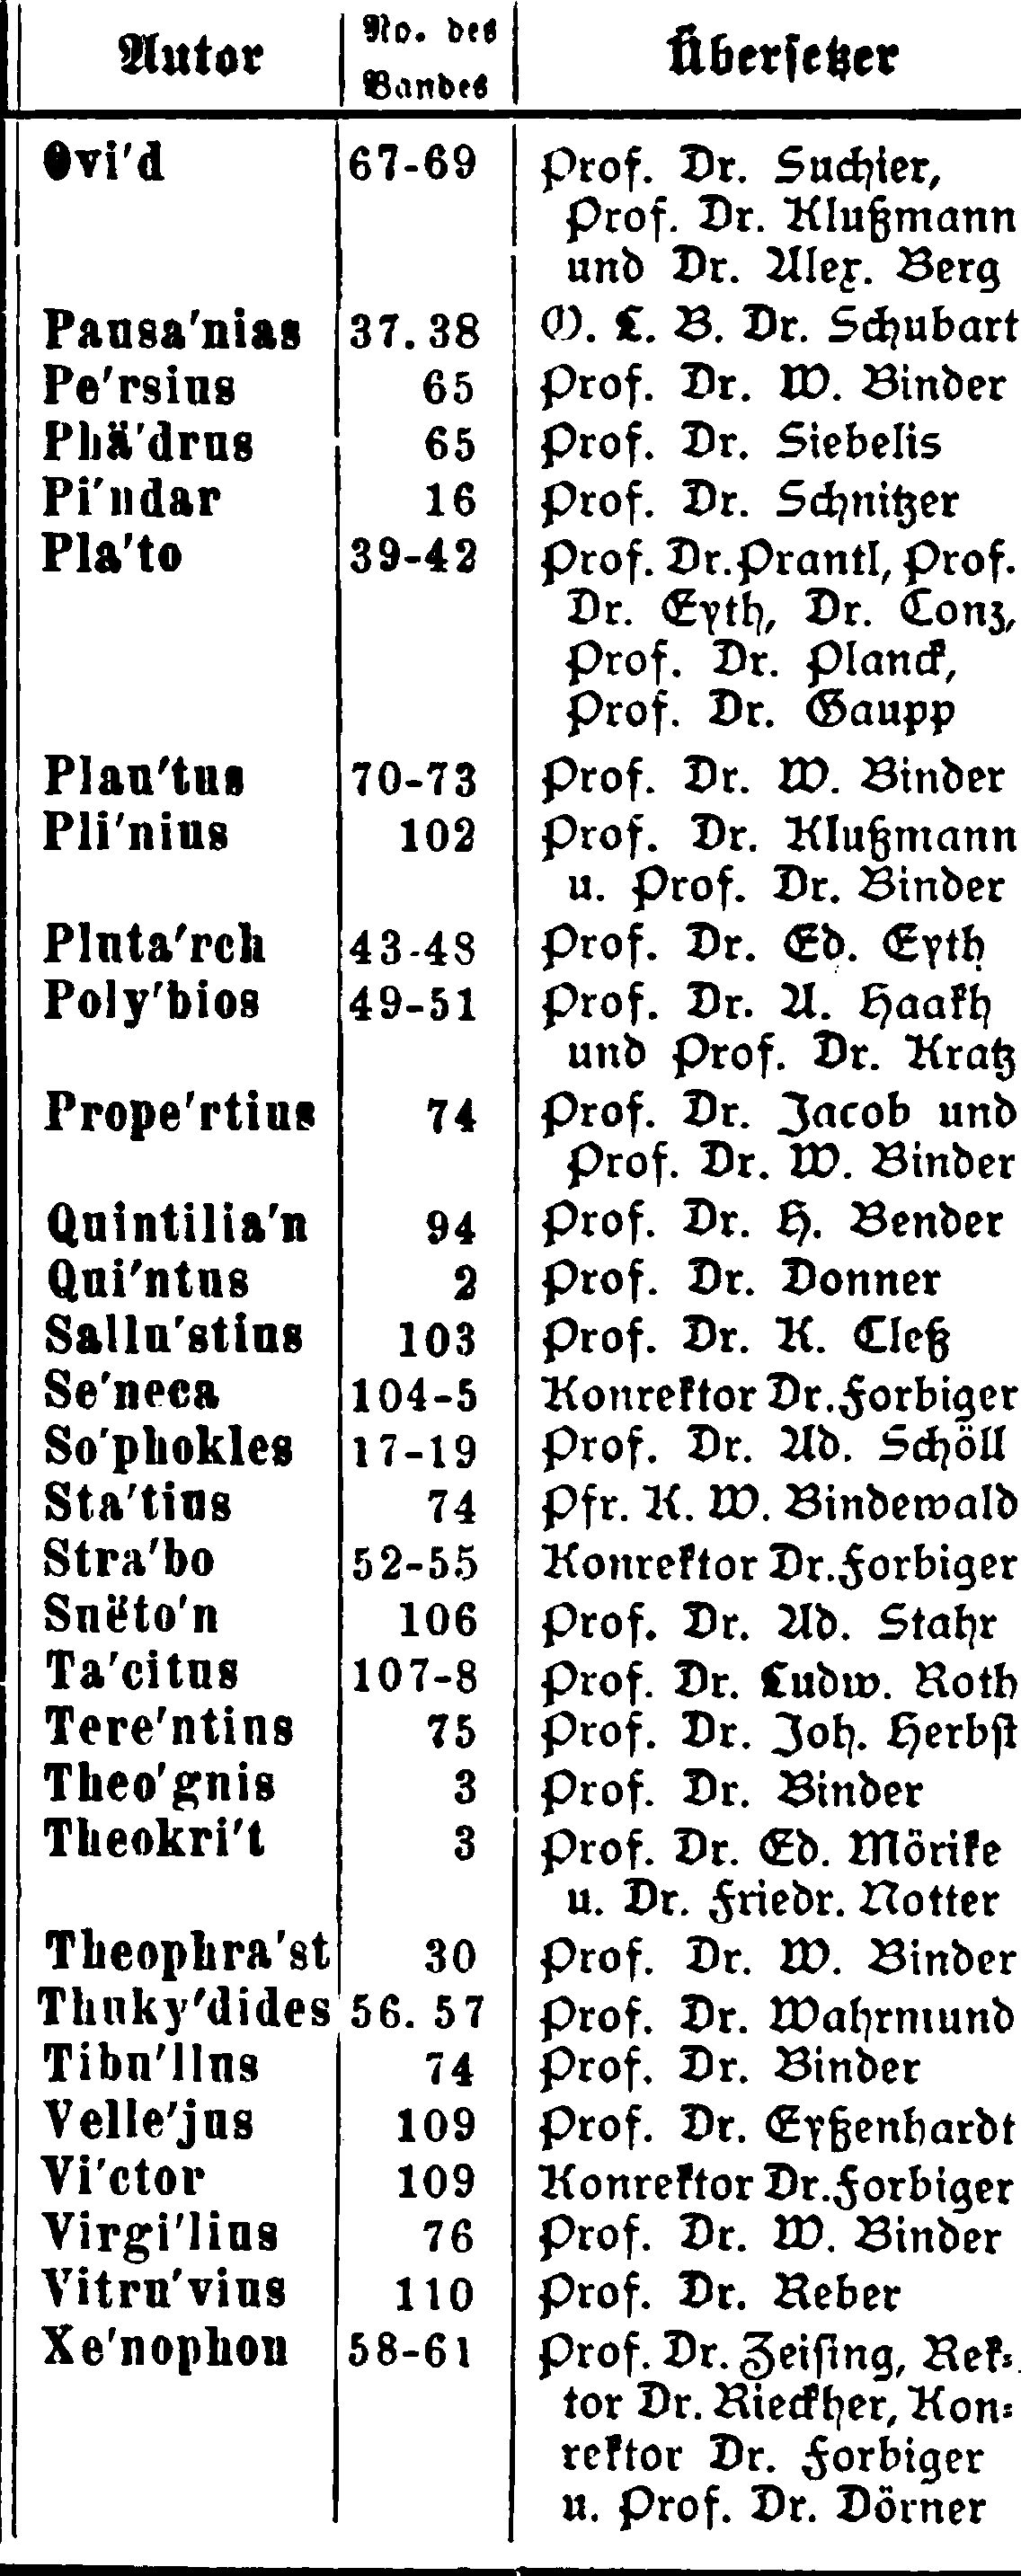 Autor No. des Bandes Übersetzer
Ovi'd 67-69 Prof. Dr. Suchier,
Prof. Dr. Klußmann
und Dr. Alex. Berg
Pausa'nias 37. 38 O. L. B. Dr. Schubart
Pe'rsius 65 Prof. Dr. W. Binder
Phä'drus 65 Prof. Dr. Siebelis
Pi'ndar 16 Prof. Dr. Schnitzer
Pla'to 39-42 Prof. Dr. Prantl, Prof.
Dr. Eyth, Dr. Conz,
Prof. Dr. Planck,
Prof. Dr. Gaupp
Plau'tus 70-73 Prof. Dr. W. Binder
Pli'nius 102 Prof. Dr. Klußmann
u. Prof. Dr. Binder
Pluta'rch 43-48 Prof. Dr. Ed. Eyth
Poly'bios 49-51 Prof. Dr. A. Haakh
und Prof. Dr. Kratz
Prope'rtius 74 Prof. Dr. Jacob und
Prof. Dr. W. Binder
Quintilia'n 94 Prof. Dr. H. Bender
Qui'ntus 2 Prof. Dr. Donner
Sallu'stius 103 Prof. Dr. K. Cleß
Se'neca 104-5 Konrektor Dr. Forbiger
So'phokles 17-19 Prof. Dr. Ad. Schöll
Sta'tius 74 Pfr. K. W. Bindewald
Stra'bo 52-55 Konrektor Dr. Forbiger
Suëto'n 106 Prof. Dr. Ad. Stahr
Ta'citus 107-8 Prof. Dr. Ludw. Roth
Tere'ntius 75 Prof. Dr. Joh. Herbst
Theo'gnis 3 Prof. Dr. Binder
Theokri't 3 Prof. Dr. Ed. Mörike
u. Dr. Friedr. Notter
Theophra'st 30 Prof. Dr. W. Binder
Thuky'dides 56. 57 Prof. Dr. Wahrmund
Tibu'llus 74 Prof. Dr. Binder
Velle'jus 109 Prof. Dr. Eyßenhardt
Vi'ctor 109 Konrektor Dr. Forbiger
Virgi'lius 76 Prof. Dr. W. Binder
Vitru'vius 110 Prof. Dr. Reber
Xe'nophon 58-61 Prof. Dr. Zeising, Rek-
tor Dr. Rieckher, Kon-
rektor Dr. Forbiger
u. Prof. Dr. Dörner